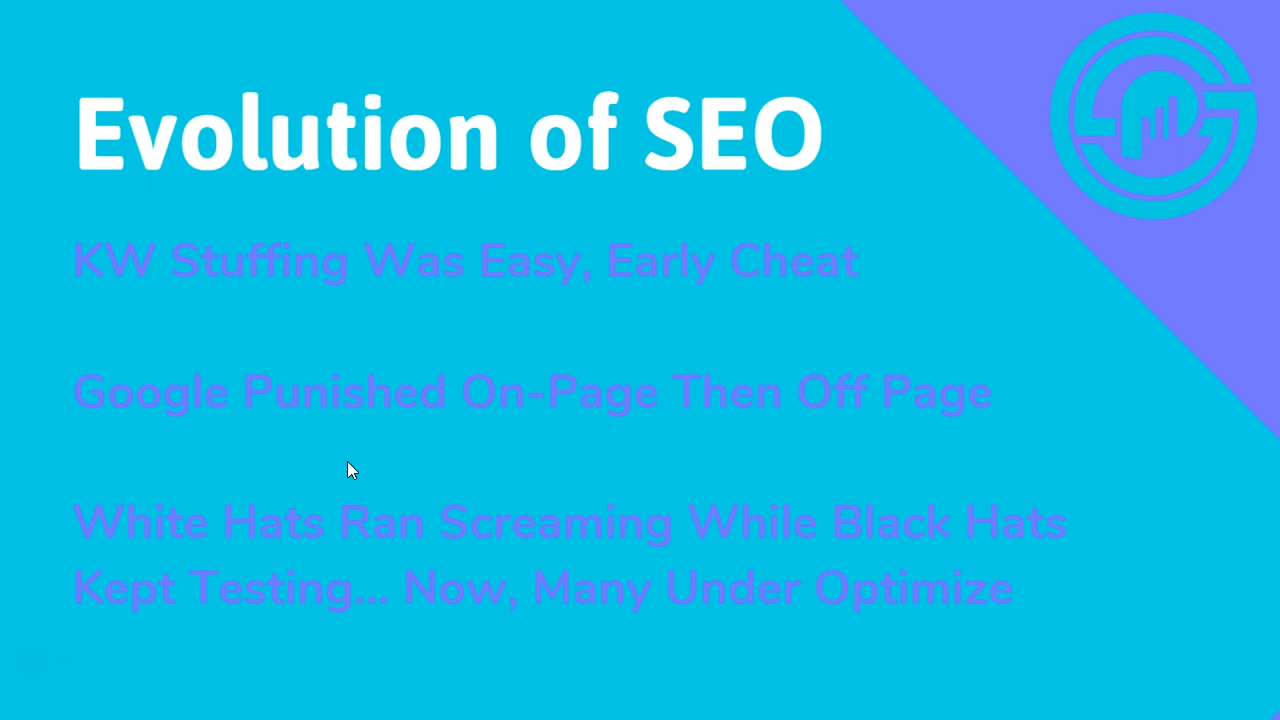 Evolution of SEO
KW Stuffing Was Easy, Early Cheat
Google Punished On-Page Then Off Page
White Hats Ran Screaming While Black Hats
Kept Testing... Now, Many Under Optimize